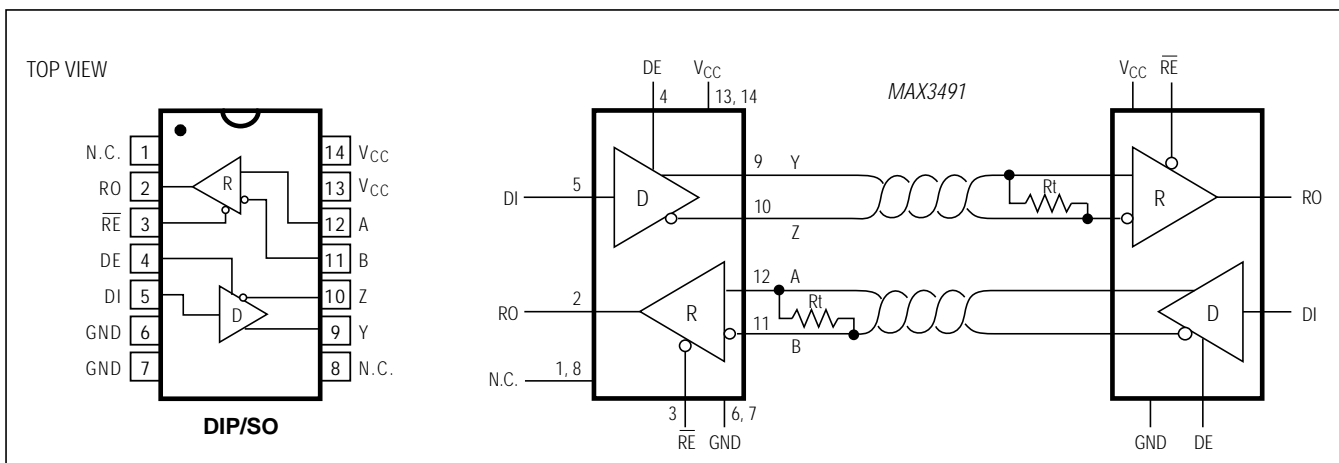 TOP VIEW
N.C. 1
RO 2
RE 3
DE 4
DI 5
GND 6
GND 7
14 VCC
13 VCC
12 A
11 B
10 Z
9 Y
8 N.C.
R
D
DIP/SO
MAX3491
DE
4
VCC
13, 14
DI
5
D
9 Y
10
Z
Rt
RO
2
R
12 A
11
B
Rt
N.C.
1, 8
3
RE
6, 7
GND
VCC
RE
R
RO
D
DI
GND
DE